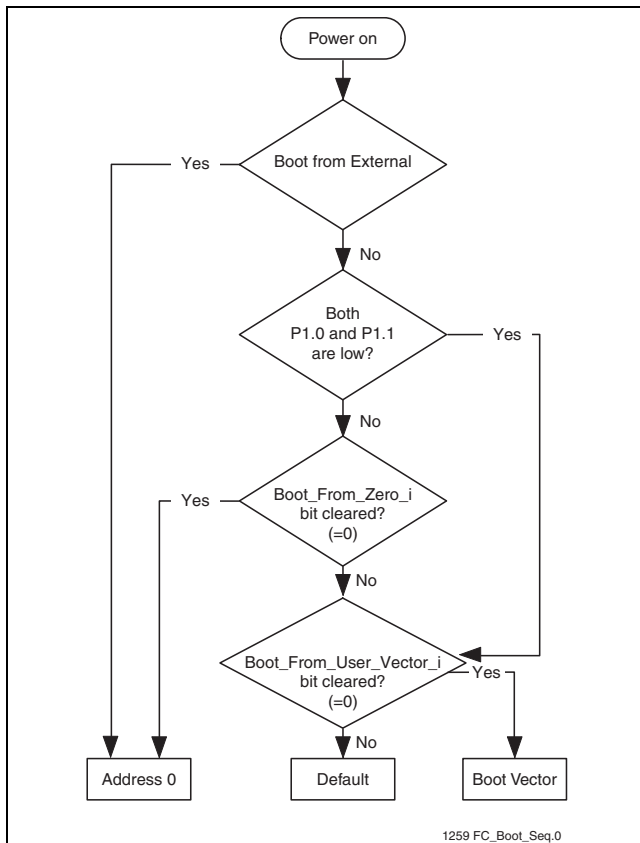 Power on
Yes
Boot from External
No
Both
P1.0 and P1.1
are low?
Yes
No
Yes
Boot_From_Zero_i
bit cleared?
(=0)
No
Boot_From_User_Vector_i
bit cleared?
(=0)
Yes
No
Address 0
Default
Boot Vector
1259 FC_Boot_Seq.0